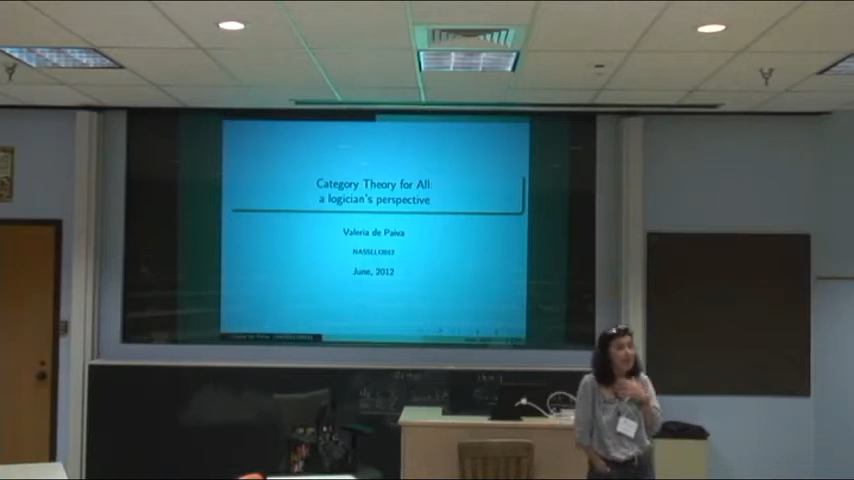 Category Theory for All:
a logician's perspective
Valeria de Paiva
NASSLLI2012
June, 2012